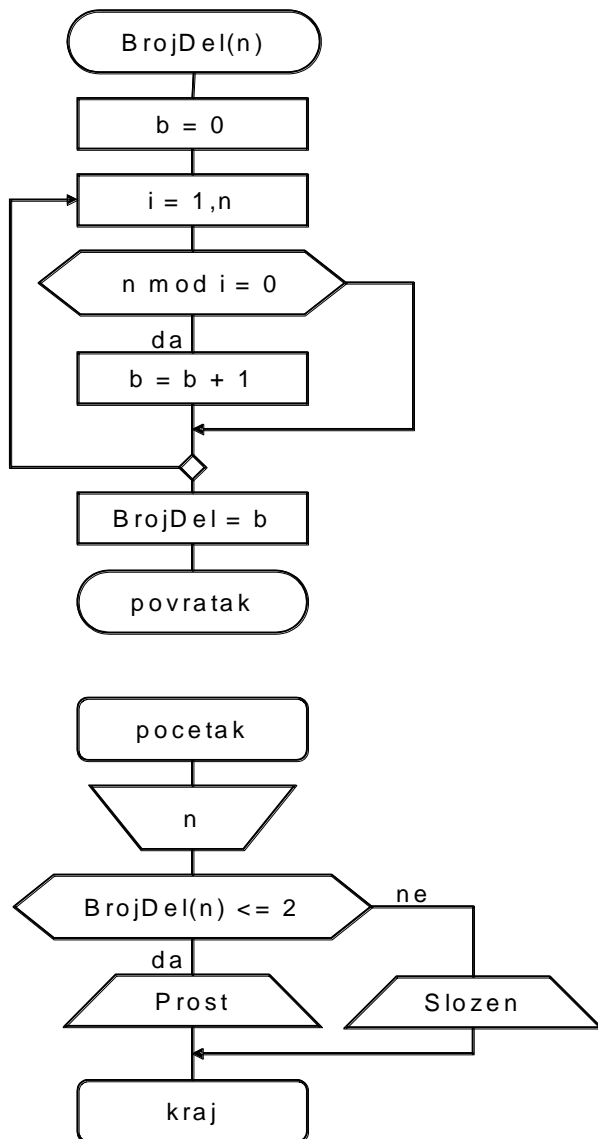 BrojDel(n)
b = 0
i = 1,n
n mod i = 0
da
b = b + 1
BrojDel = b
povratak
pocetak
n
BrojDel(n) <= 2
ne
da
Prost
Slozen
kraj